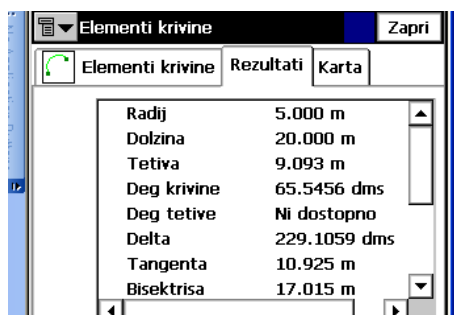 Elementi krivine Zapri
Elementi krivine Rezultati Karta
Radij 5.000 m
Dolzina 20.000 m
Tetiva 9.093 m
Deg krivine 65.5456 dms
Deg tetive Ni dostopno
Delta 229.1059 dms
Tangenta 10.925 m
Bisektrisa 17.015 m